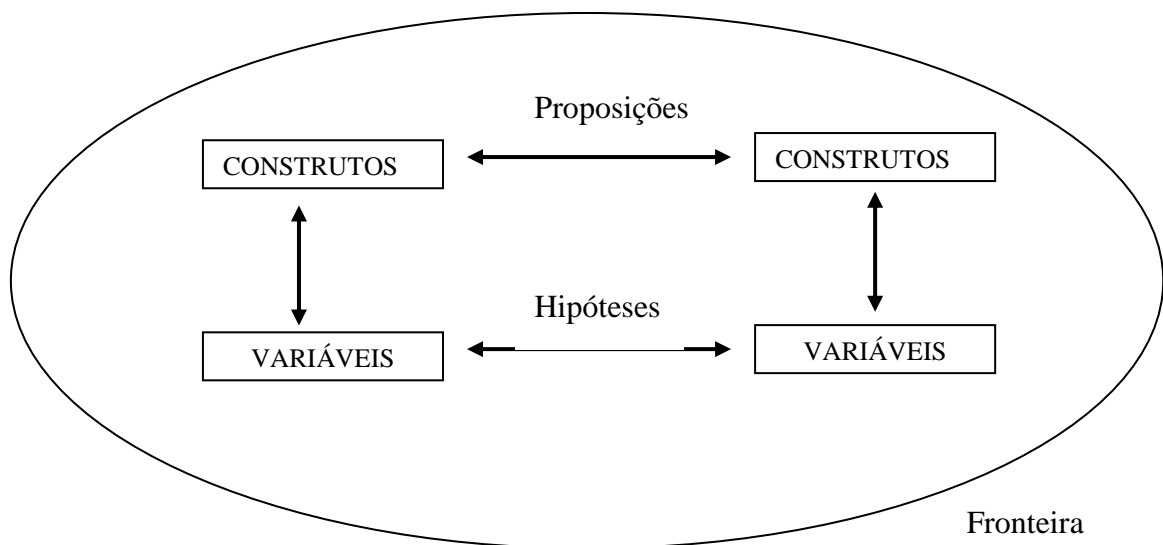 Proposições
CONSTRUTOS
CONSTRUTOS
Hipóteses
VARIÁVEIS
VARIÁVEIS
Fronteira